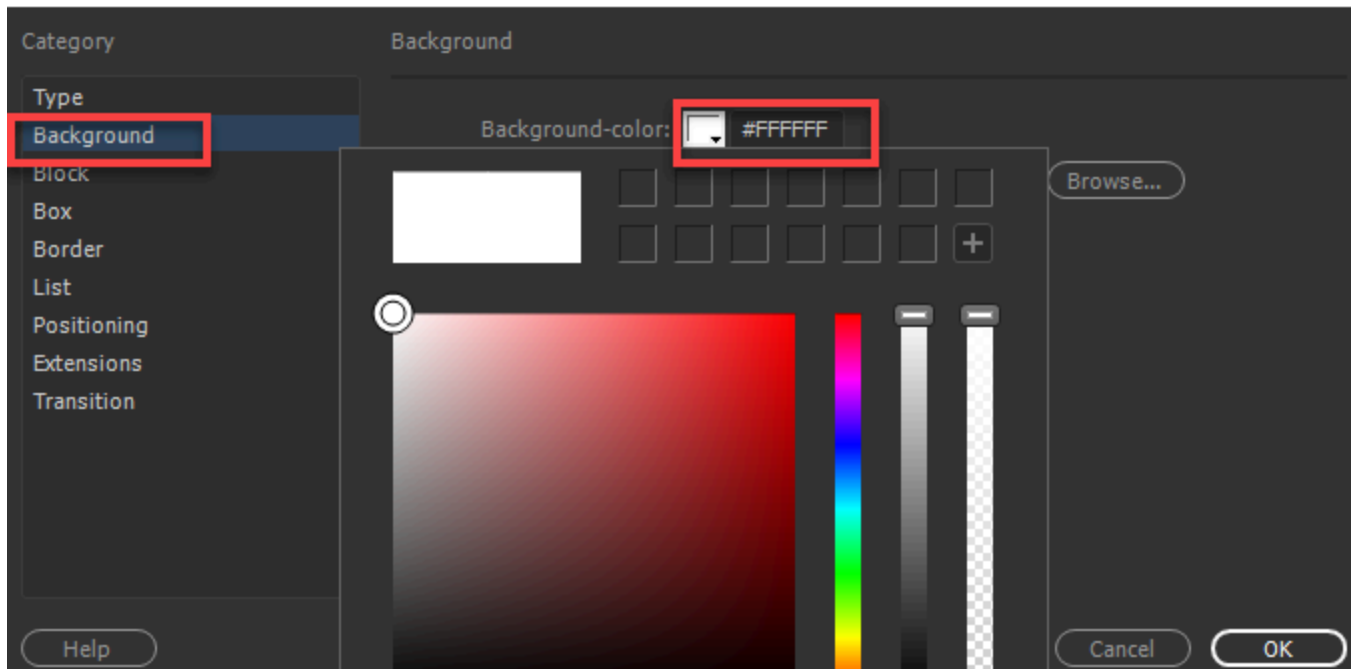 Category
Background
Type
Background
Block
Box
Border
List
Positioning
Extensions
Transition
Background-color:
#FFFFFF
Browse...
Help
Cancel
OK